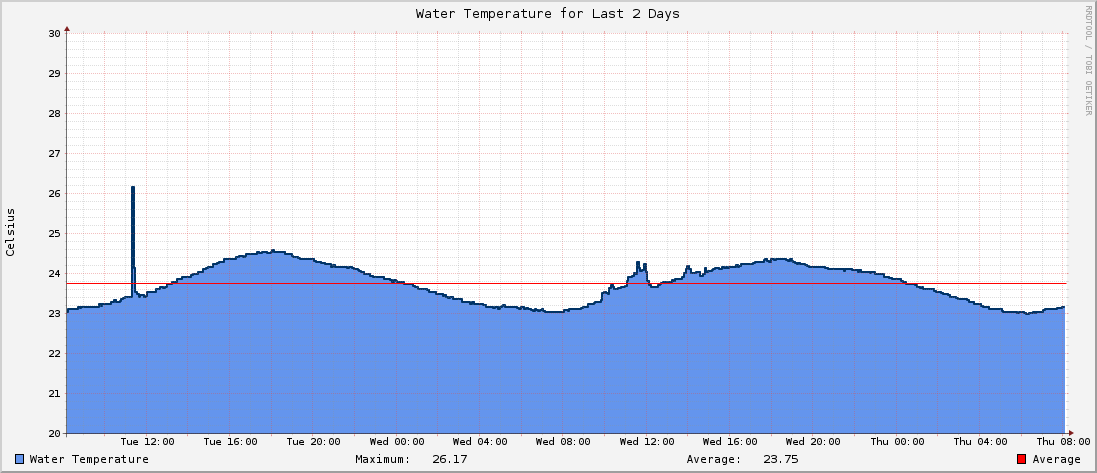 Water Temperature for Last 2 Days
RRDTOOL / TOBI OETIKER
Celsius
30
29
28
27
26
25
24
23
22
21
20
Tue 12:00 Tue 16:00 Tue 20:00 Wed 00:00 Wed 04:00 Wed 08:00 Wed 12:00 Wed 16:00 Wed 20:00 Thu 00:00 Thu 04:00 Thu 08:00
Water Temperature Maximum: 26.17 Average: 23.75 Average